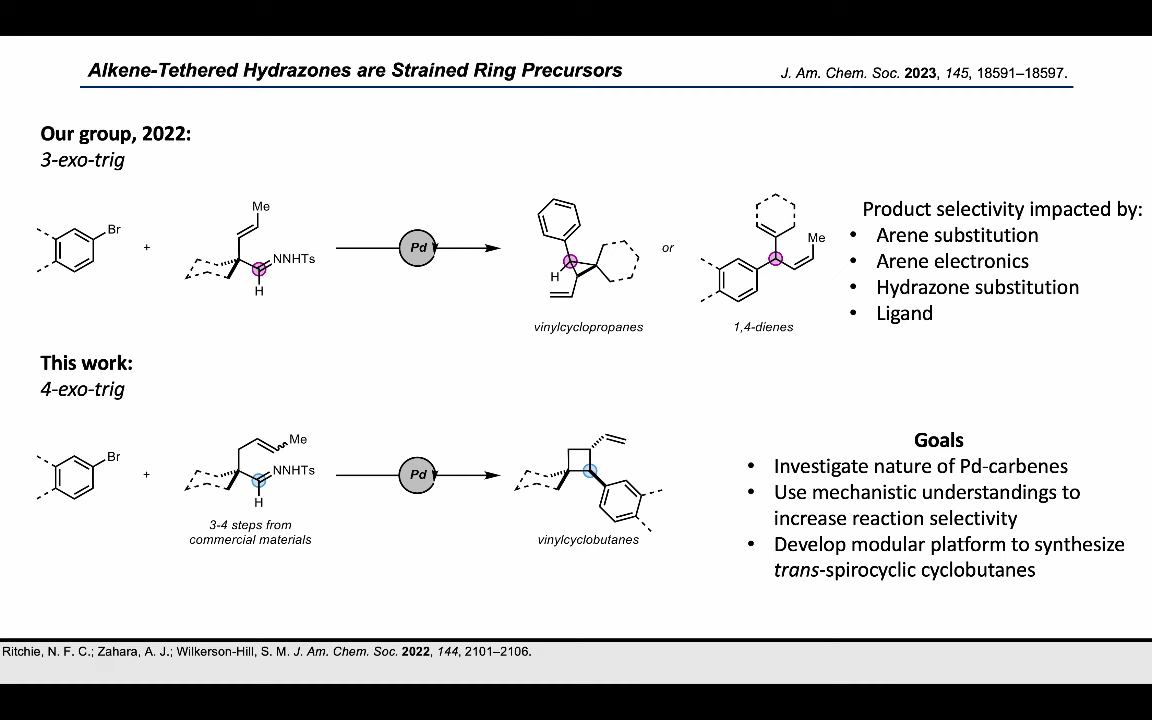 Alkene-Tethered Hydrazones are Strained Ring Precursors
J. Am. Chem. Soc. 2023, 145, 18591–18597.
Our group, 2022:
3-exo-trig
Br
+
Me
NNHTs
H
Pd
H
vinylcyclopropanes
or
Me
1,4-dienes
Product selectivity impacted by:
• Arene substitution
• Arene electronics
• Hydrazone substitution
• Ligand
This work:
4-exo-trig
Br
+
Me
NNHTs
H
3-4 steps from
commercial materials
Pd
vinylcyclobutanes
Goals
• Investigate nature of Pd-carbenes
• Use mechanistic understandings to
increase reaction selectivity
• Develop modular platform to synthesize
trans-spirocyclic cyclobutanes
Ritchie, N. F. C.; Zahara, A. J.; Wilkerson-Hill, S. M. J. Am. Chem. Soc. 2022, 144, 2101–2106.